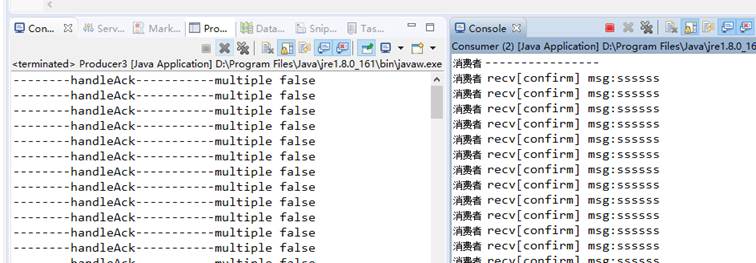 Con...
Serv...
Mark...
Pro...
Data...
Snip...
Tas...
<terminated> Producer3 [Java Application] D:\Program Files\Java\jre1.8.0_161\bin\javaw.exe
--------handleAck-----------multiple false
--------handleAck-----------multiple false
--------handleAck-----------multiple false
--------handleAck-----------multiple false
--------handleAck-----------multiple false
--------handleAck-----------multiple false
--------handleAck-----------multiple false
--------handleAck-----------multiple false
--------handleAck-----------multiple false
--------handleAck-----------multiple false
--------handleAck-----------multiple false
--------handleAck-----------multiple false
Console
Consumer (2) [Java Application] D:\Program Files\Java\jre1.8.0_16
消费者 ----------------
消费者 recv[confirm] msg:ssssss
消费者 recv[confirm] msg:ssssss
消费者 recv[confirm] msg:ssssss
消费者 recv[confirm] msg:ssssss
消费者 recv[confirm] msg:ssssss
消费者 recv[confirm] msg:ssssss
消费者 recv[confirm] msg:ssssss
消费者 recv[confirm] msg:ssssss
消费者 recv[confirm] msg:ssssss
消费者 recv[confirm] msg:ssssss
消费者 recv[confirm] msg:ssssss
消费者 recv[confirm] msg:ssssss
消费者 recv[confirm] msg:ssssss